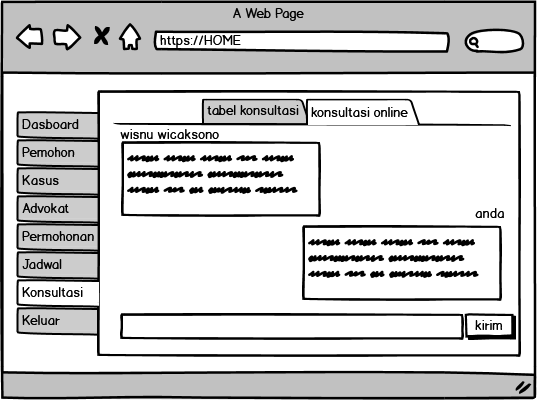 A Web Page
https://HOME
tabel konsultasi
konsultasi online
Dasboard
Pemohon
Kasus
Advokat
Permohonan
Jadwal
Konsultasi
Keluar
wisnu wicaksono
anda
kirim